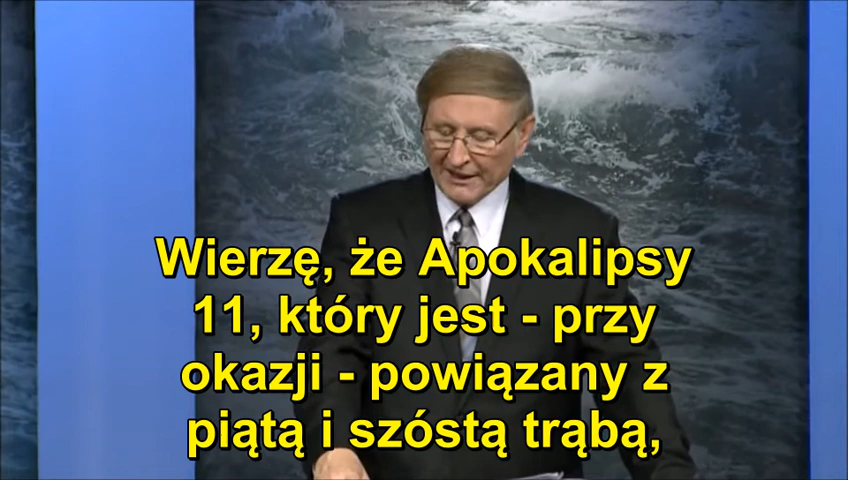 Wierzę, że Apokalipsy
11, który jest - przy
okazji - powiązany z
piątą i szóstą trąbą,